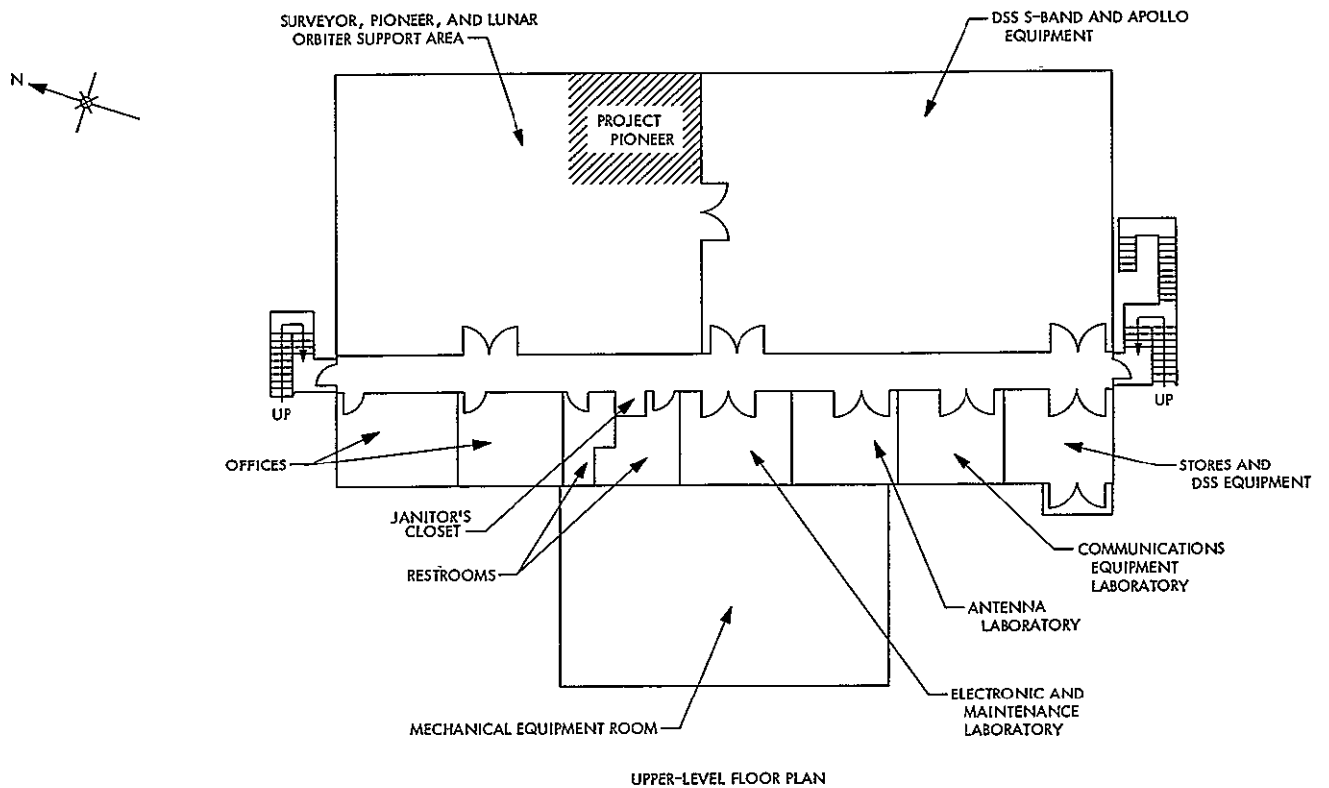 SURVEYOR, PIONEER, AND LUNAR
ORBITER SUPPORT AREA
DSS S-BAND AND APOLLO
EQUIPMENT
N
PROJECT
PIONEER
UP
UP
OFFICES
STORES AND
DSS EQUIPMENT
JANITOR'S
CLOSET
RESTROOMS
COMMUNICATIONS
EQUIPMENT
LABORATORY
ANTENNA
LABORATORY
MECHANICAL EQUIPMENT ROOM
ELECTRONIC AND
MAINTENANCE
LABORATORY
UPPER-LEVEL FLOOR PLAN